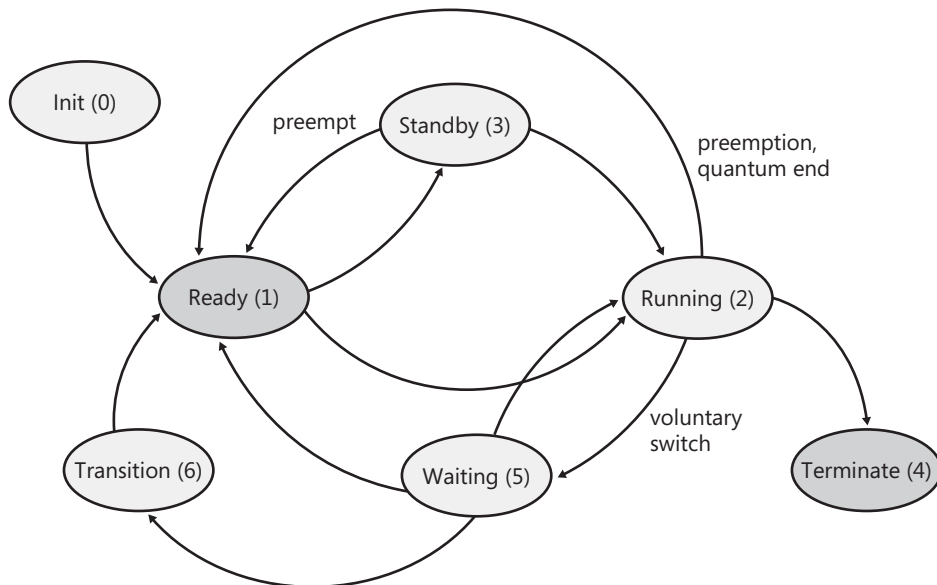 Init (0)
preempt
Standby (3)
preemption,
quantum end
Ready (1)
Running (2)
voluntary
switch
Transition (6)
Waiting (5)
Terminate (4)